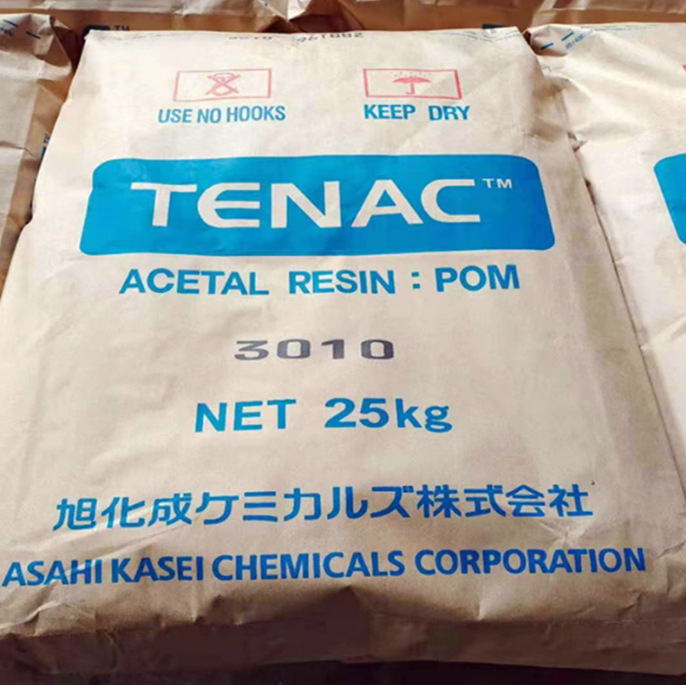 USE NO HOOKS
KEEP DRY
TENAC™
ACETAL RESIN : POM
3010
NET 25kg
旭化成ケミカルズ株式会社
ASAHI KASEI CHEMICALS CORPORATION